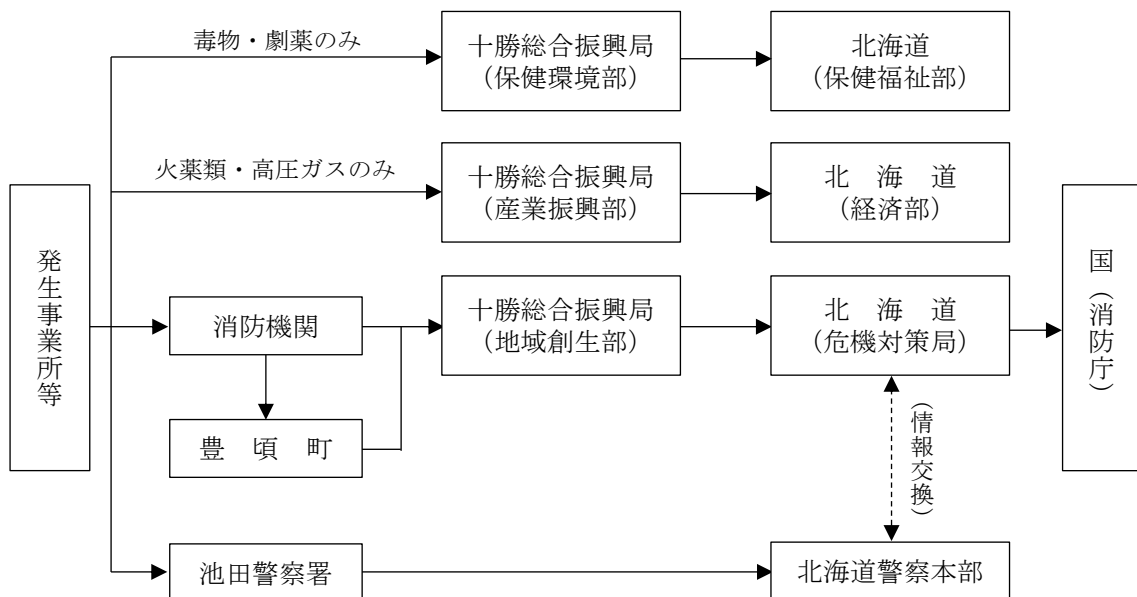 毒物・劇薬のみ
十勝総合振興局
（保健環境部）
北海道
（保健福祉部）
火薬類・高圧ガスのみ
十勝総合振興局
（産業振興部）
北　海　道
（経済部）
発生事業所等
消防機関
十勝総合振興局
（地域創生部）
北　海　道
（危機対策局）
国（消防庁）
豊　頃　町
（情報交換）
池田警察署
北海道警察本部